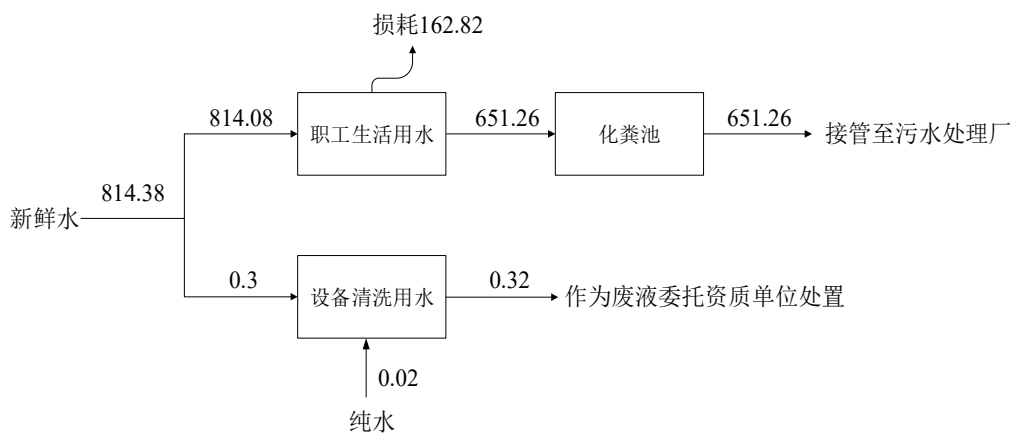 损耗162.82
814.08
职工生活用水
651.26
化粪池
651.26
接管至污水处理厂
814.38
新鲜水
0.3
设备清洗用水
0.32
作为废液委托资质单位处置
0.02
纯水